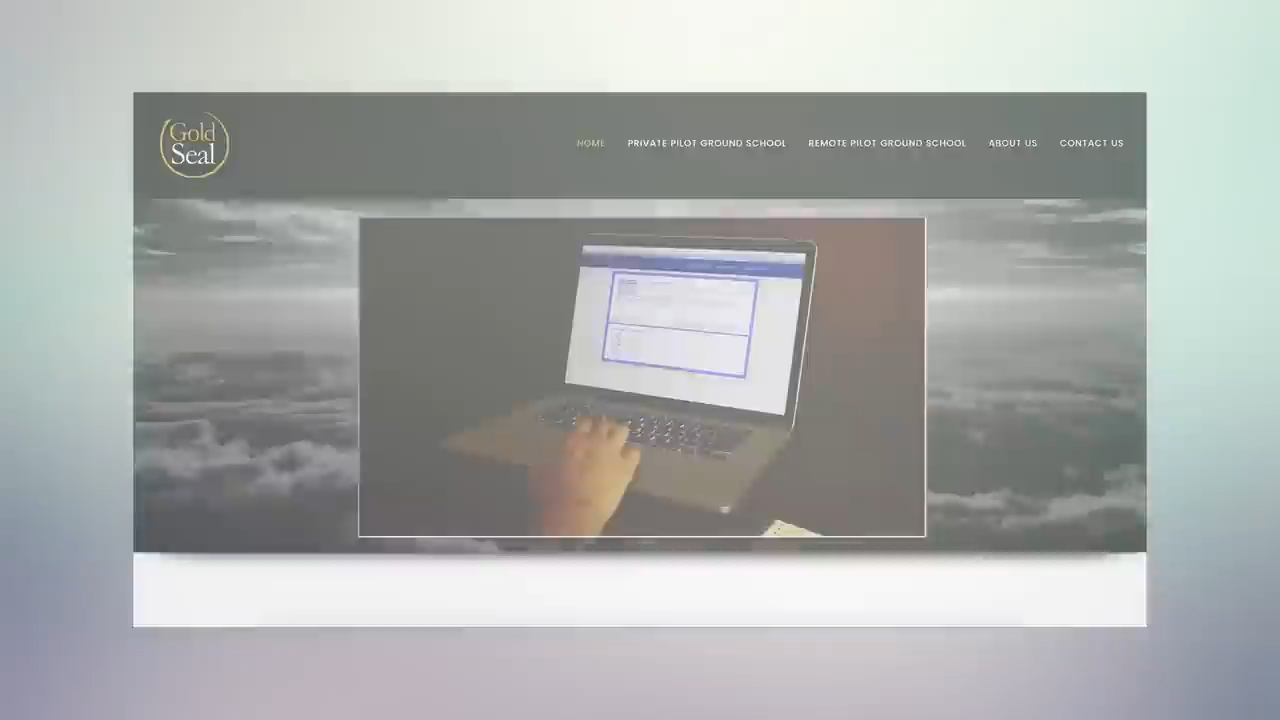 Gold
Seal
HOME PRIVATE PILOT GROUND SCHOOL REMOTE PILOT GROUND SCHOOL ABOUT US CONTACT US